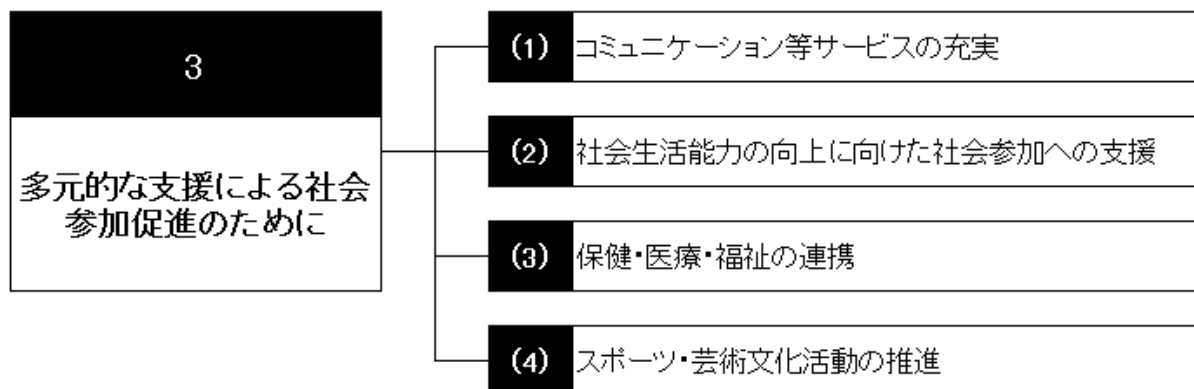 3
多元的な支援による社会
参加促進のために
(1) コミュニケーション等サービスの充実
(2) 社会生活能力の向上に向けた社会参加への支援
(3) 保健・医療・福祉の連携
(4) スポーツ・芸術文化活動の推進